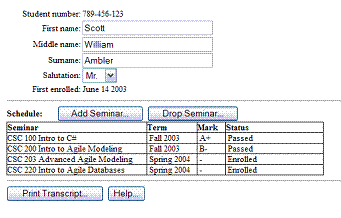 Student number: 789-456-123
First name: Scott
Middle name: William
Surname: Ambler
Salutation: Mr.
First enrolled: June 14 2003
Schedule: Add Seminar... Drop Seminar...
Seminar Term Mark Status
CSC 100 Intro to C# Fall 2003 A+ Passed
CSC 200 Intro to Agile Modeling Fall 2003 B- Passed
CSC 203 Advanced Agile Modeling Spring 2004 - Enrolled
CSC 220 Intro to Agile Databases Spring 2004 - Enrolled
Print Transcript... Help...